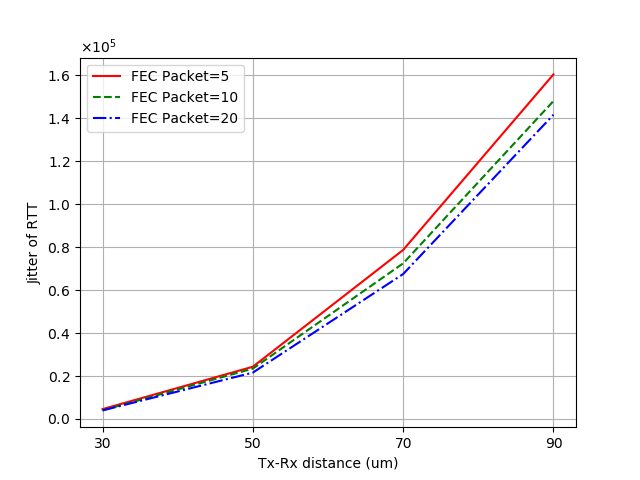 ×10⁵
FEC Packet=5
FEC Packet=10
FEC Packet=20
1.6
1.4
1.2
1.0
0.8
0.6
0.4
0.2
0.0
Jitter of RTT
30 50 70 90
Tx-Rx distance (um)